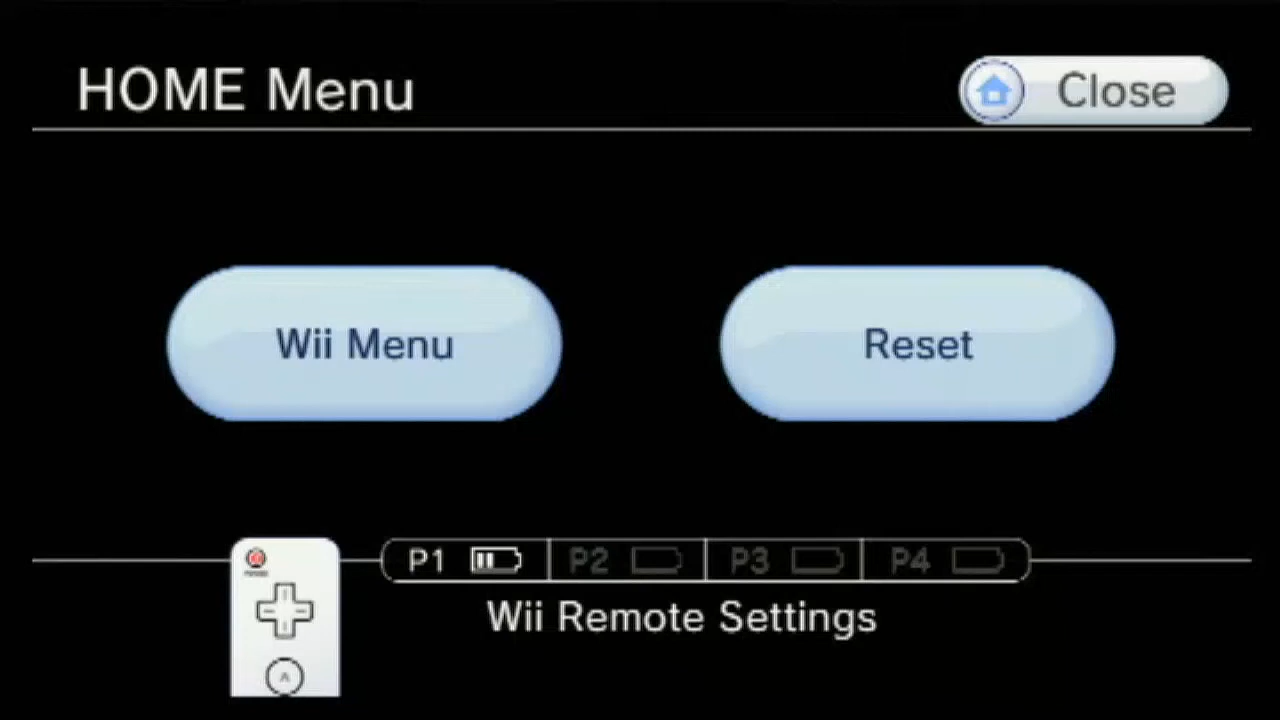 HOME Menu
Close
Wii Menu
Reset
P1 P2 P3 P4
Wii Remote Settings
A